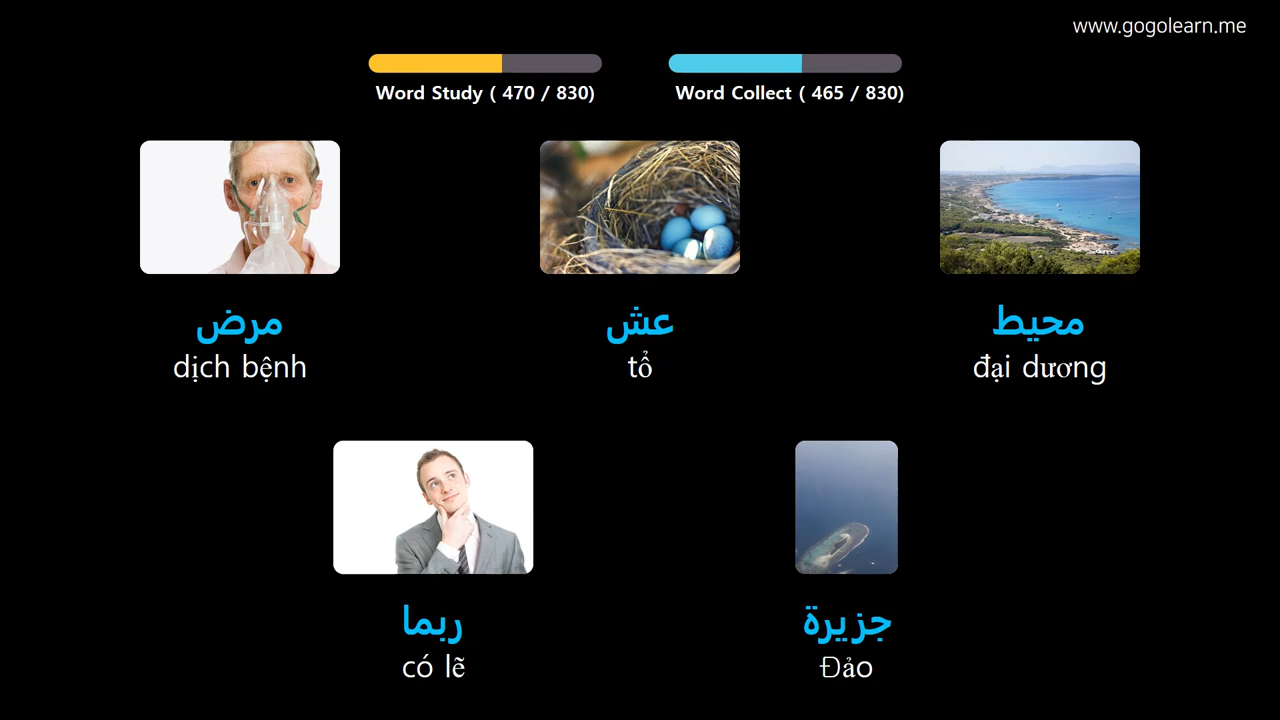 www.gogolearn.me
Word Study ( 470 / 830)
Word Collect ( 465 / 830)
مرض
dịch bệnh
عش
tổ
محيط
đại dương
ربما
có lẽ
جزيرة
Đảo